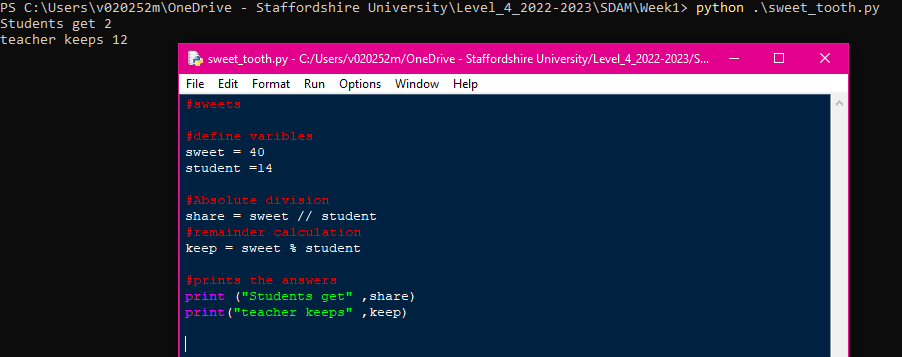 PS C:\Users\v020252m\OneDrive - Staffordshire University\Level_4_2022-2023\SDAM\Week1> python .\sweet_tooth.py
Students get 2
teacher keeps 12
sweet_tooth.py - C:/Users/v020252m/OneDrive - Staffordshire University/Level_4_2022-2023/S...
File Edit Format Run Options Window Help
#sweets
#define varibles
sweet = 40
student =14
#Absolute division
share = sweet // student
#remainder calculation
keep = sweet % student
#prints the answers
print ("Students get" ,share)
print("teacher keeps" ,keep)